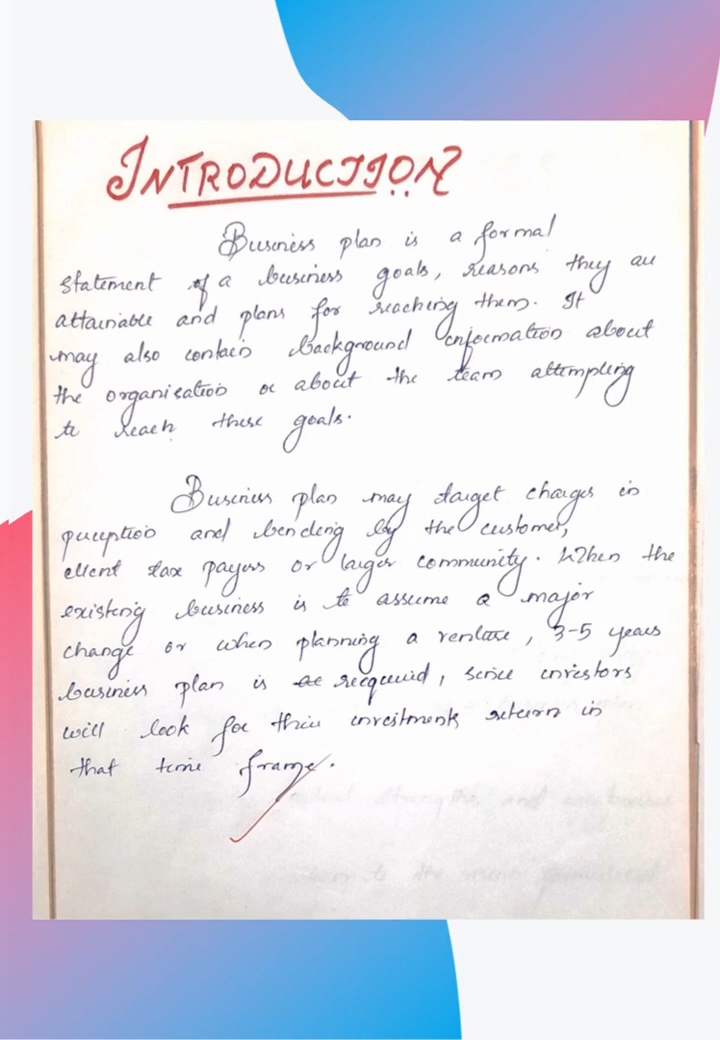 INTRODUCTION
Business plan is a formal
statement of a business goals, reasons they are
attainable and plans for reaching them. It
may also contain background information about
the organisation or about the team attempting
to reach these goals.
Business plan may target changes in
perception and bending by the customer,
client tax payers or larger community. When the
existing business is to assume a major
change or when planning a venture, 3-5 years
business plan is required, since investors
will look for their investments return in
that time frame.